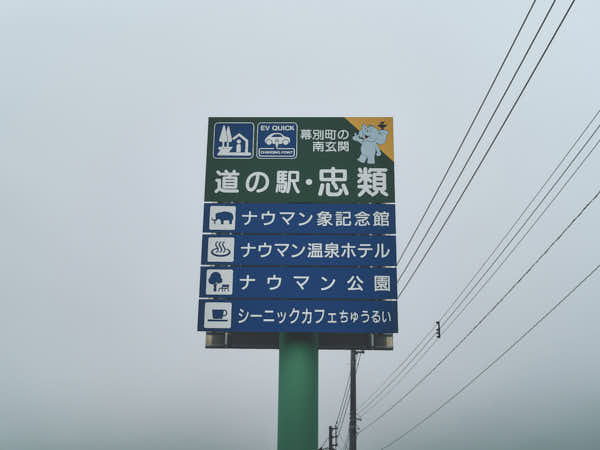 EV QUICK
CHARGING POINT
幕別町の
南玄関
道の駅・忠類
ナウマン象記念館
ナウマン温泉ホテル
ナウマン公園
シーニックカフェちゅうるい